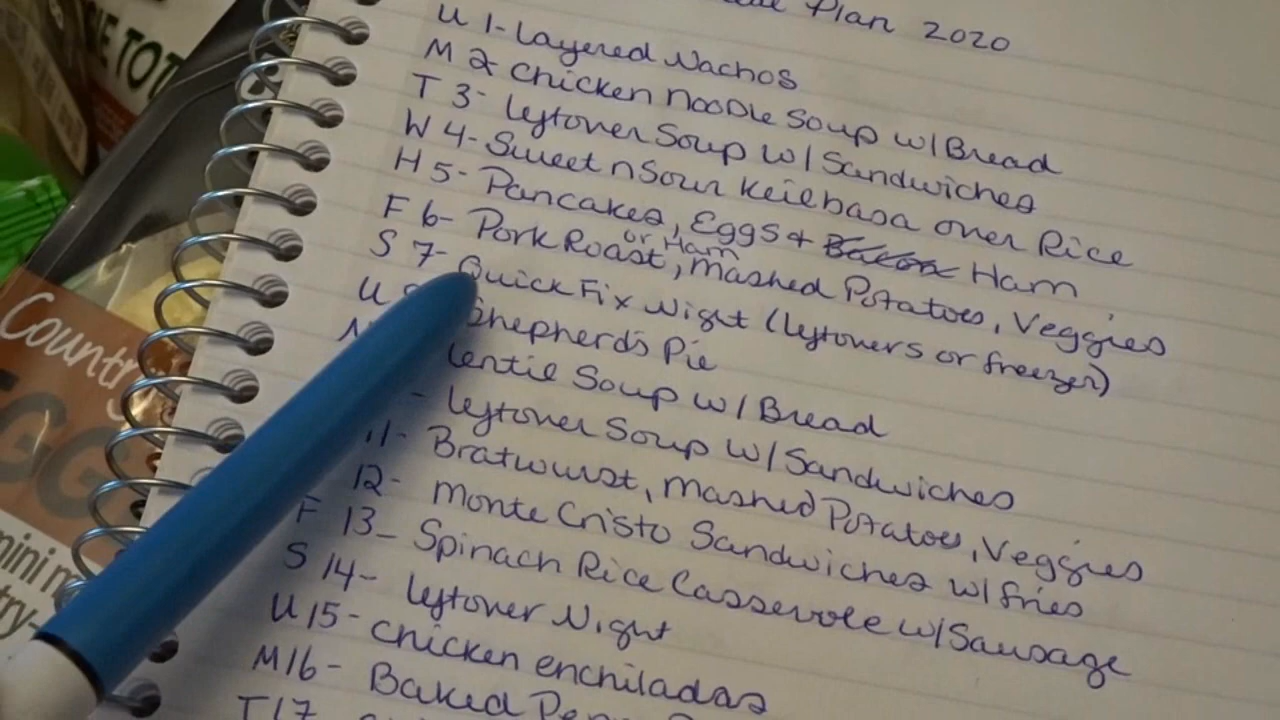 Plan 2020
U 1- Layered Nachos
M 2 Chicken Noodle Soup w/ Bread
T 3- leftover Soup w/ Sandwiches
W 4- Sweet n Sour Keilbasa over Rice
H 5- Pancakes, Eggs + Bacon Ham
or Ham
F 6- Pork Roast, Mashed Potatoes, Veggies
S 7- Quick Fix Night (leftovers or freezer)
U Shepherd's Pie
lentil Soup w/ Bread
- leftover Soup w/ Sandwiches
11- Bratwurst, Mashed Potatoes, Veggies
12- Monte Cristo Sandwiches w/ fries
F 13- Spinach Rice Casserole w/ Sausage
S 14- leftover Night
U 15- Chicken enchiladas
M 16- Baked
T 17
TOT
Country
EGG
mini
try-